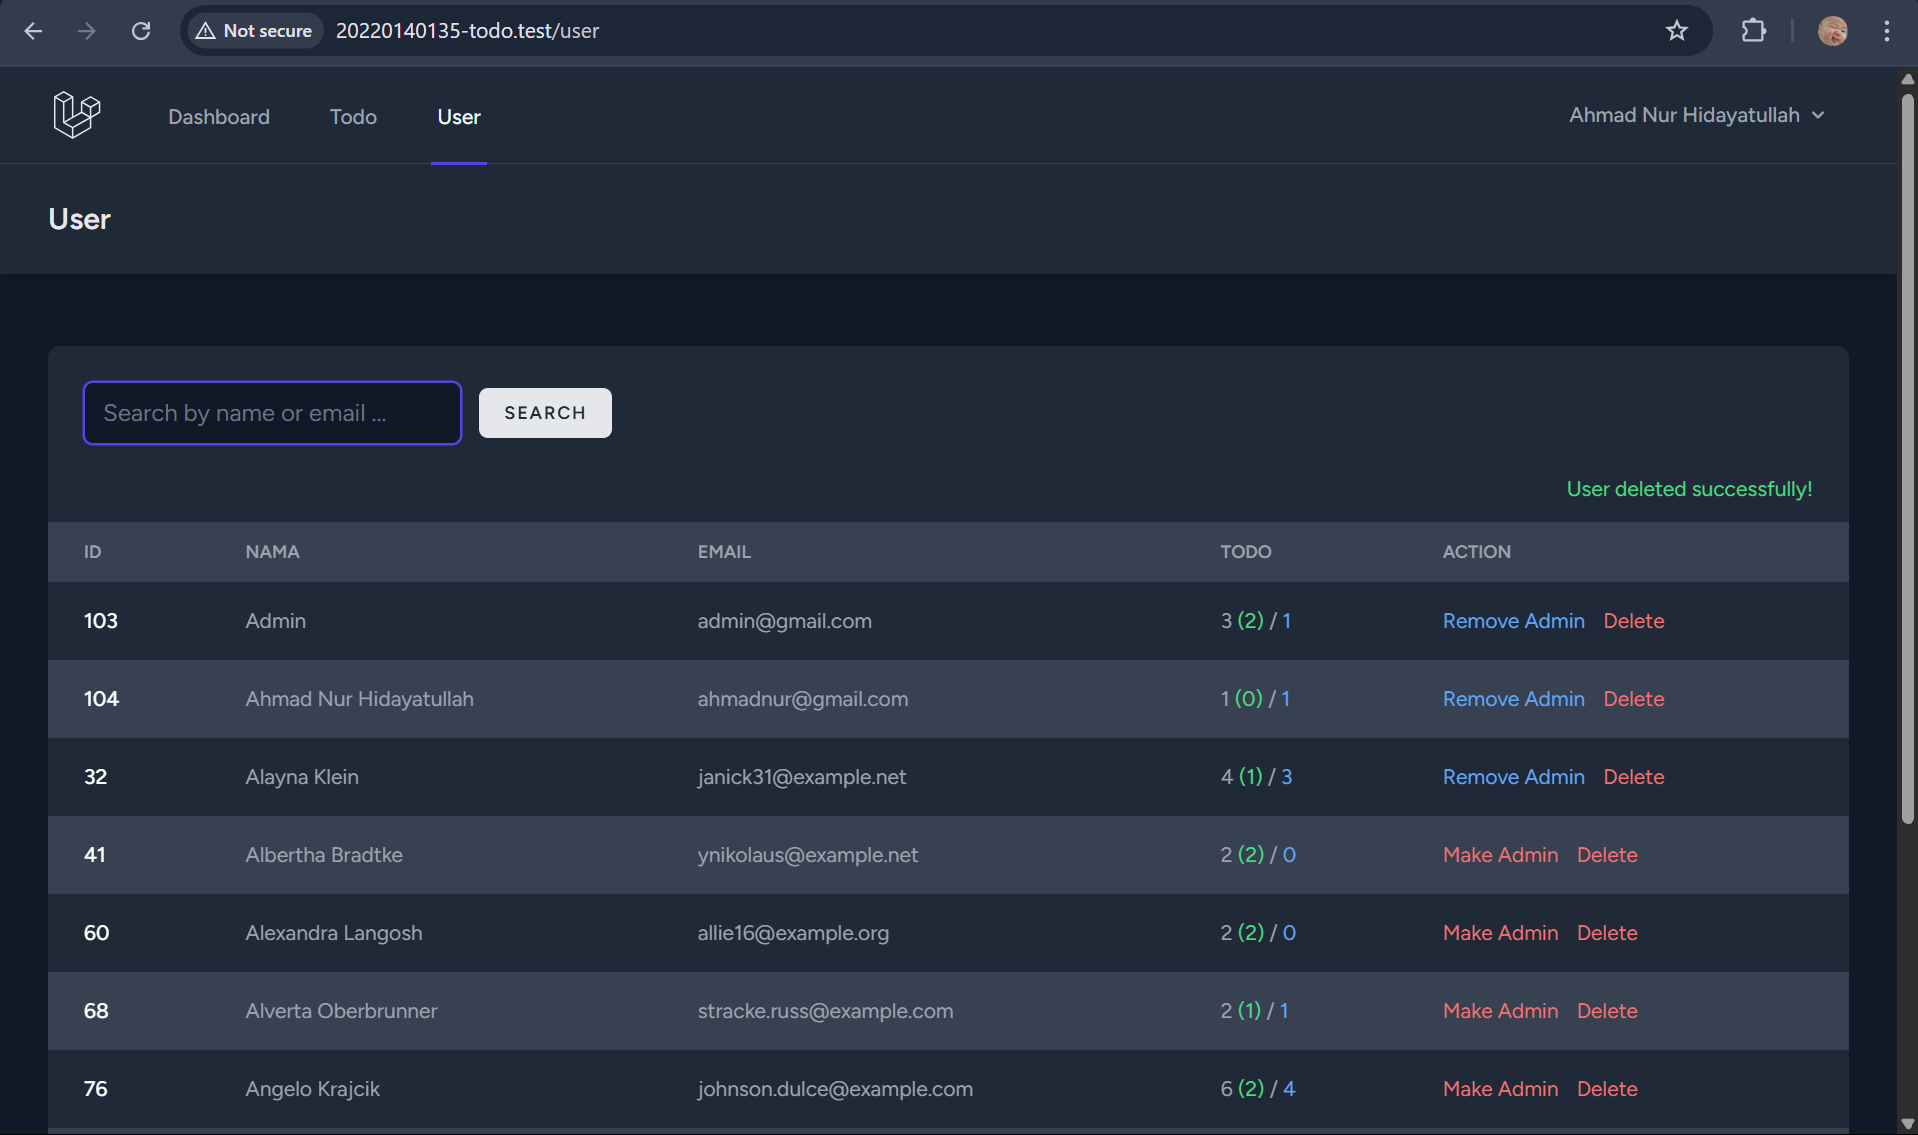 Not secure 20220140135-todo.test/user
Dashboard Todo User Ahmad Nur Hidayatullah
User
Search by name or email ... SEARCH
User deleted successfully!
ID NAMA EMAIL TODO ACTION
103 Admin admin@gmail.com 3 (2) / 1 Remove Admin Delete
104 Ahmad Nur Hidayatullah ahmadnur@gmail.com 1 (0) / 1 Remove Admin Delete
32 Alayna Klein janick31@example.net 4 (1) / 3 Remove Admin Delete
41 Albertha Bradtke ynikolaus@example.net 2 (2) / 0 Make Admin Delete
60 Alexandra Langosh allie16@example.org 2 (2) / 0 Make Admin Delete
68 Alverta Oberbrunner stracke.russ@example.com 2 (1) / 1 Make Admin Delete
76 Angelo Krajcik johnson.dulce@example.com 6 (2) / 4 Make Admin Delete